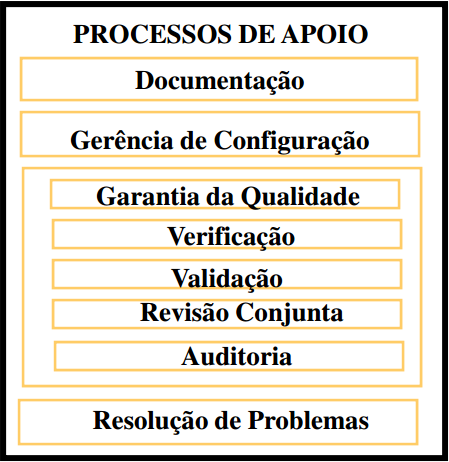 PROCESSOS DE APOIO
Documentação
Gerência de Configuração
Garantia da Qualidade
Verificação
Validação
Revisão Conjunta
Auditoria
Resolução de Problemas